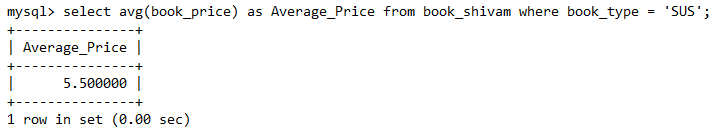 mysql> select avg(book_price) as Average_Price from book_shivam where book_type = 'SUS';
+---------------+
| Average_Price |
+---------------+
|      5.500000 |
+---------------+
1 row in set (0.00 sec)